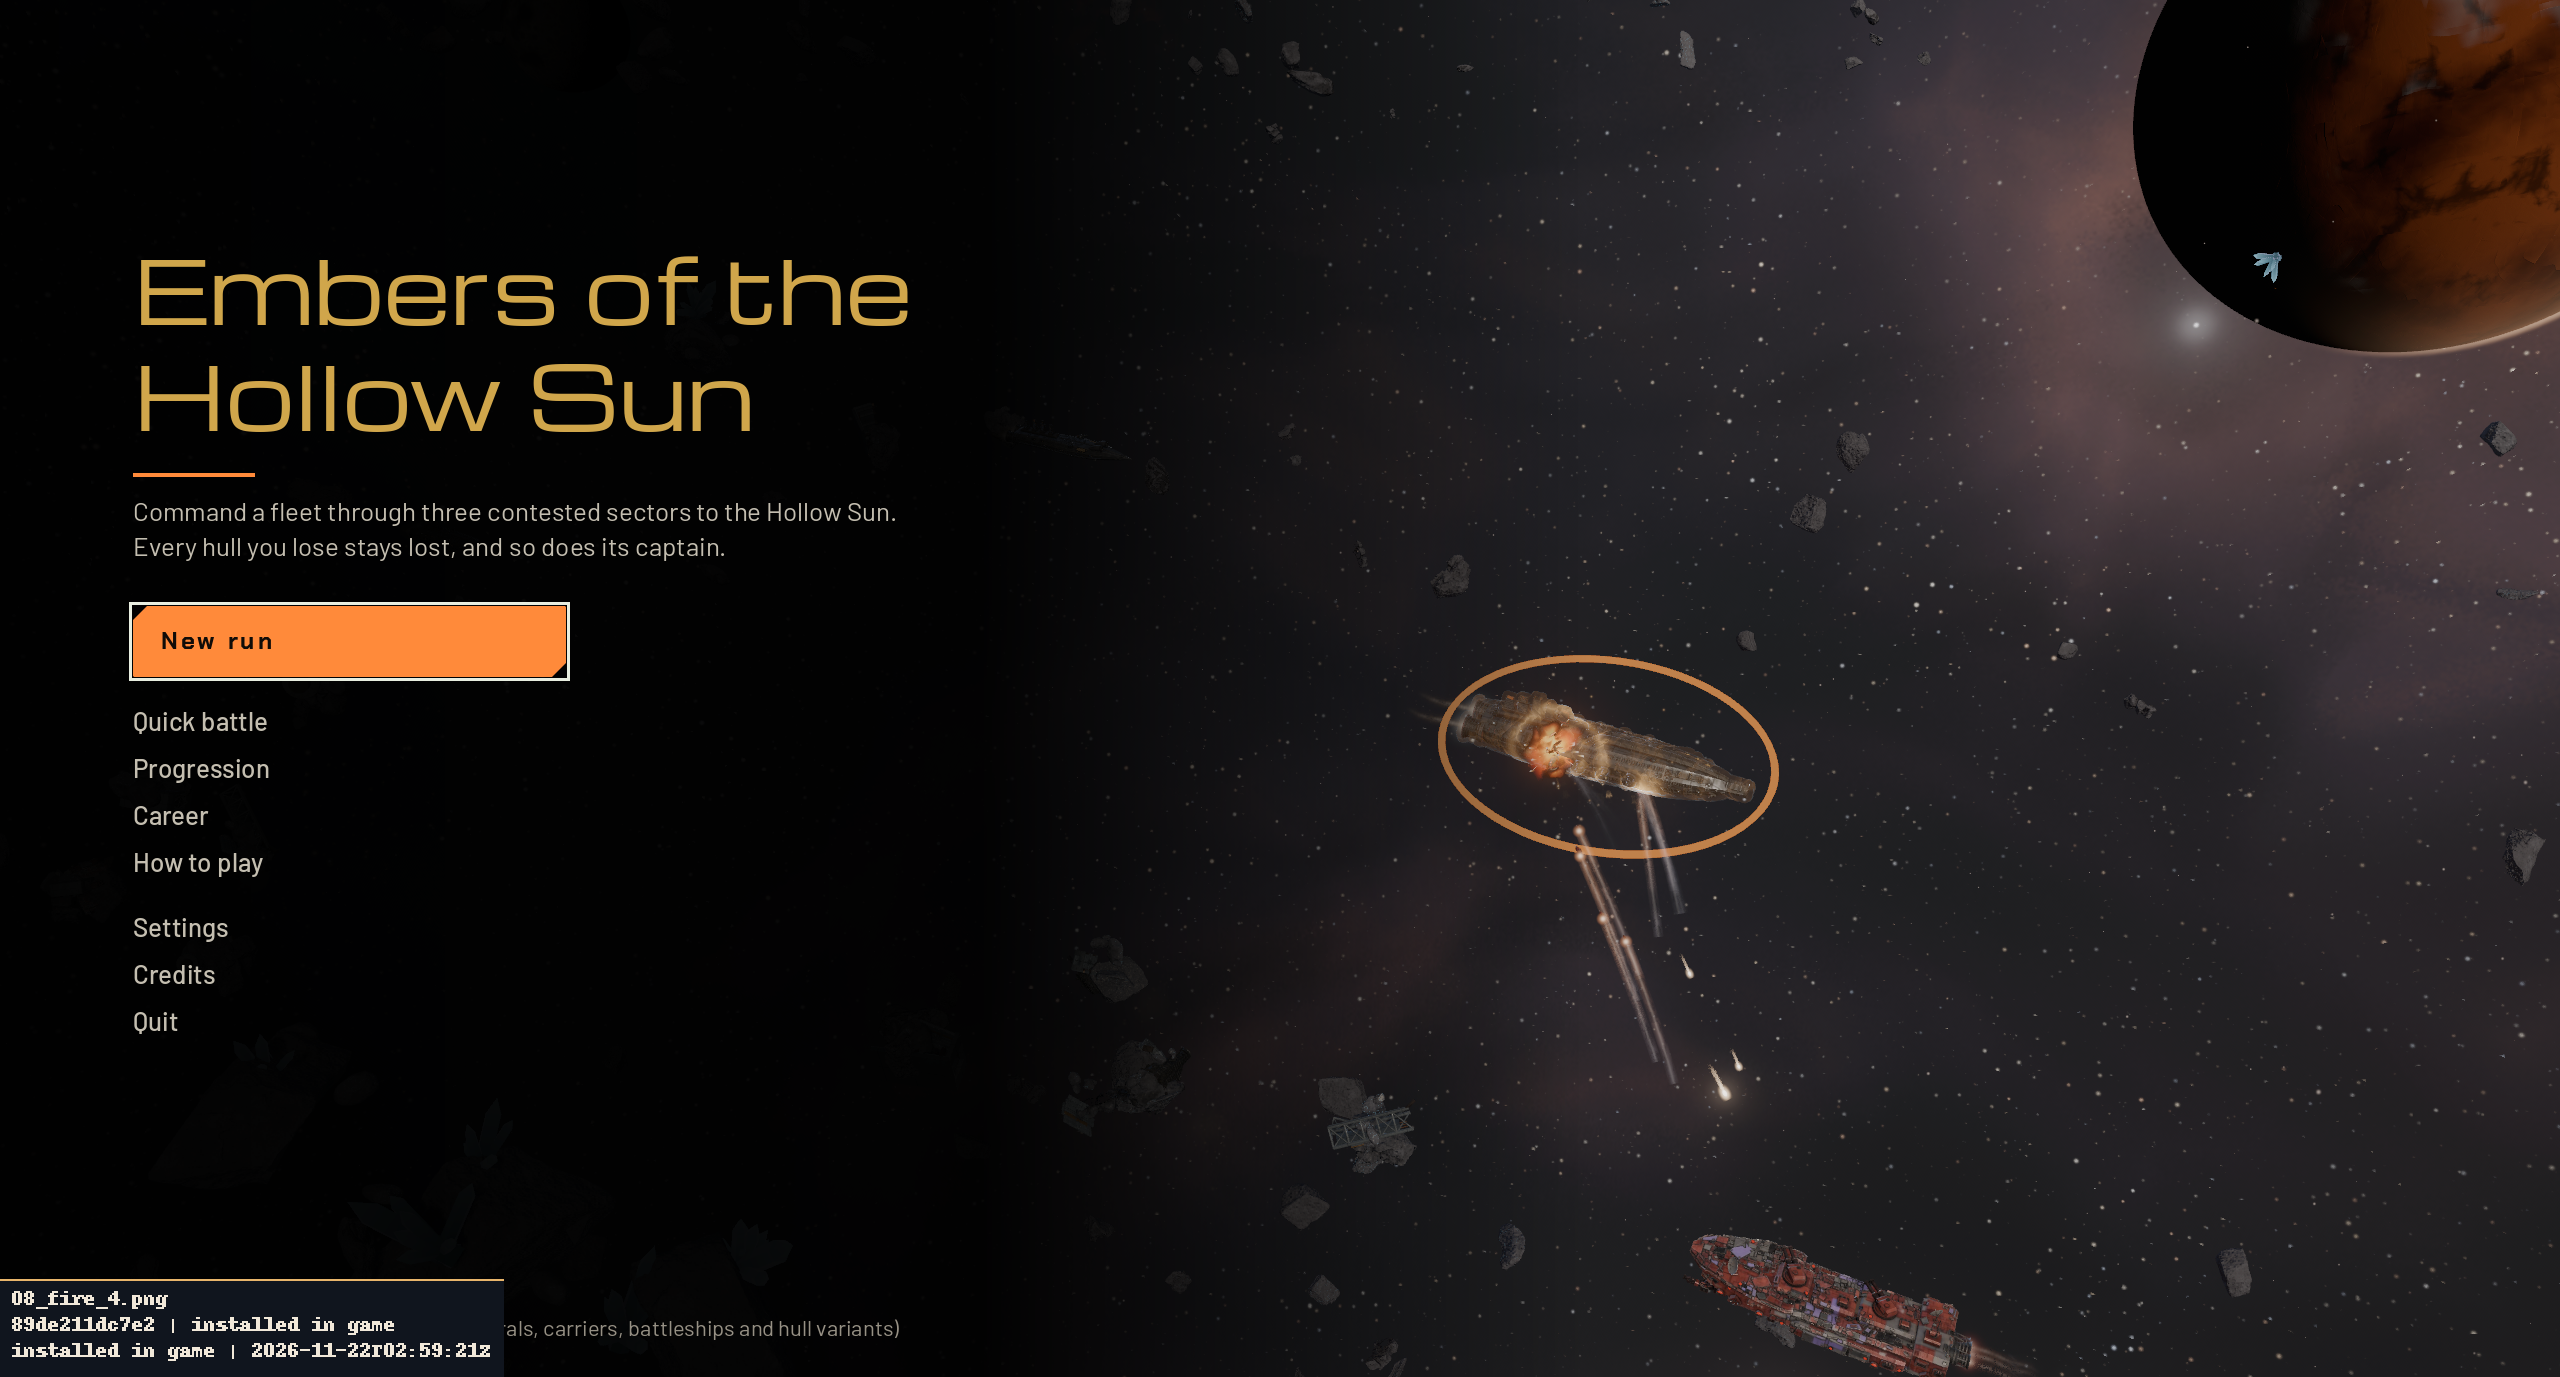 Embers of the
Hollow Sun
Command a fleet through three contested sectors to the Hollow Sun.
Every hull you lose stays lost, and so does its captain.
New run
Quick battle
Progression
Career
How to play
Settings
Credits
Quit
carriers, battleships and hull variants)
08_fire_4.png
89de211dc7e2 | installed in game
installed in game | 2026-11-22T02:59:21Z